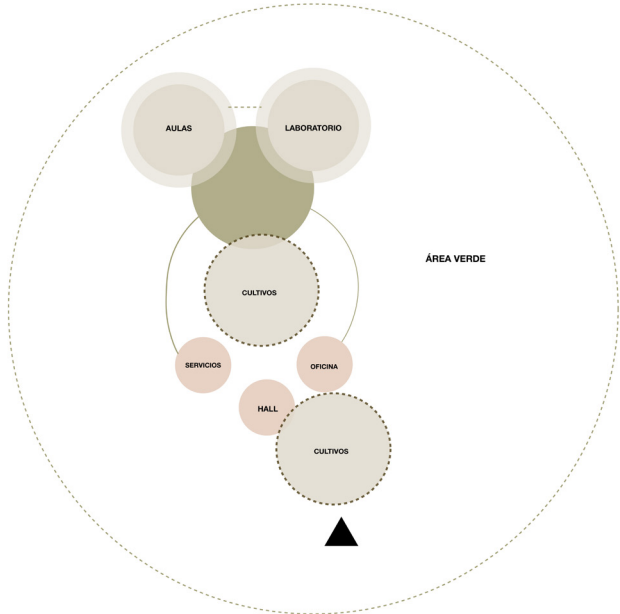 AULAS
LABORATORIO
ÁREA VERDE
CULTIVOS
SERVICIOS
OFICINA
HALL
CULTIVOS